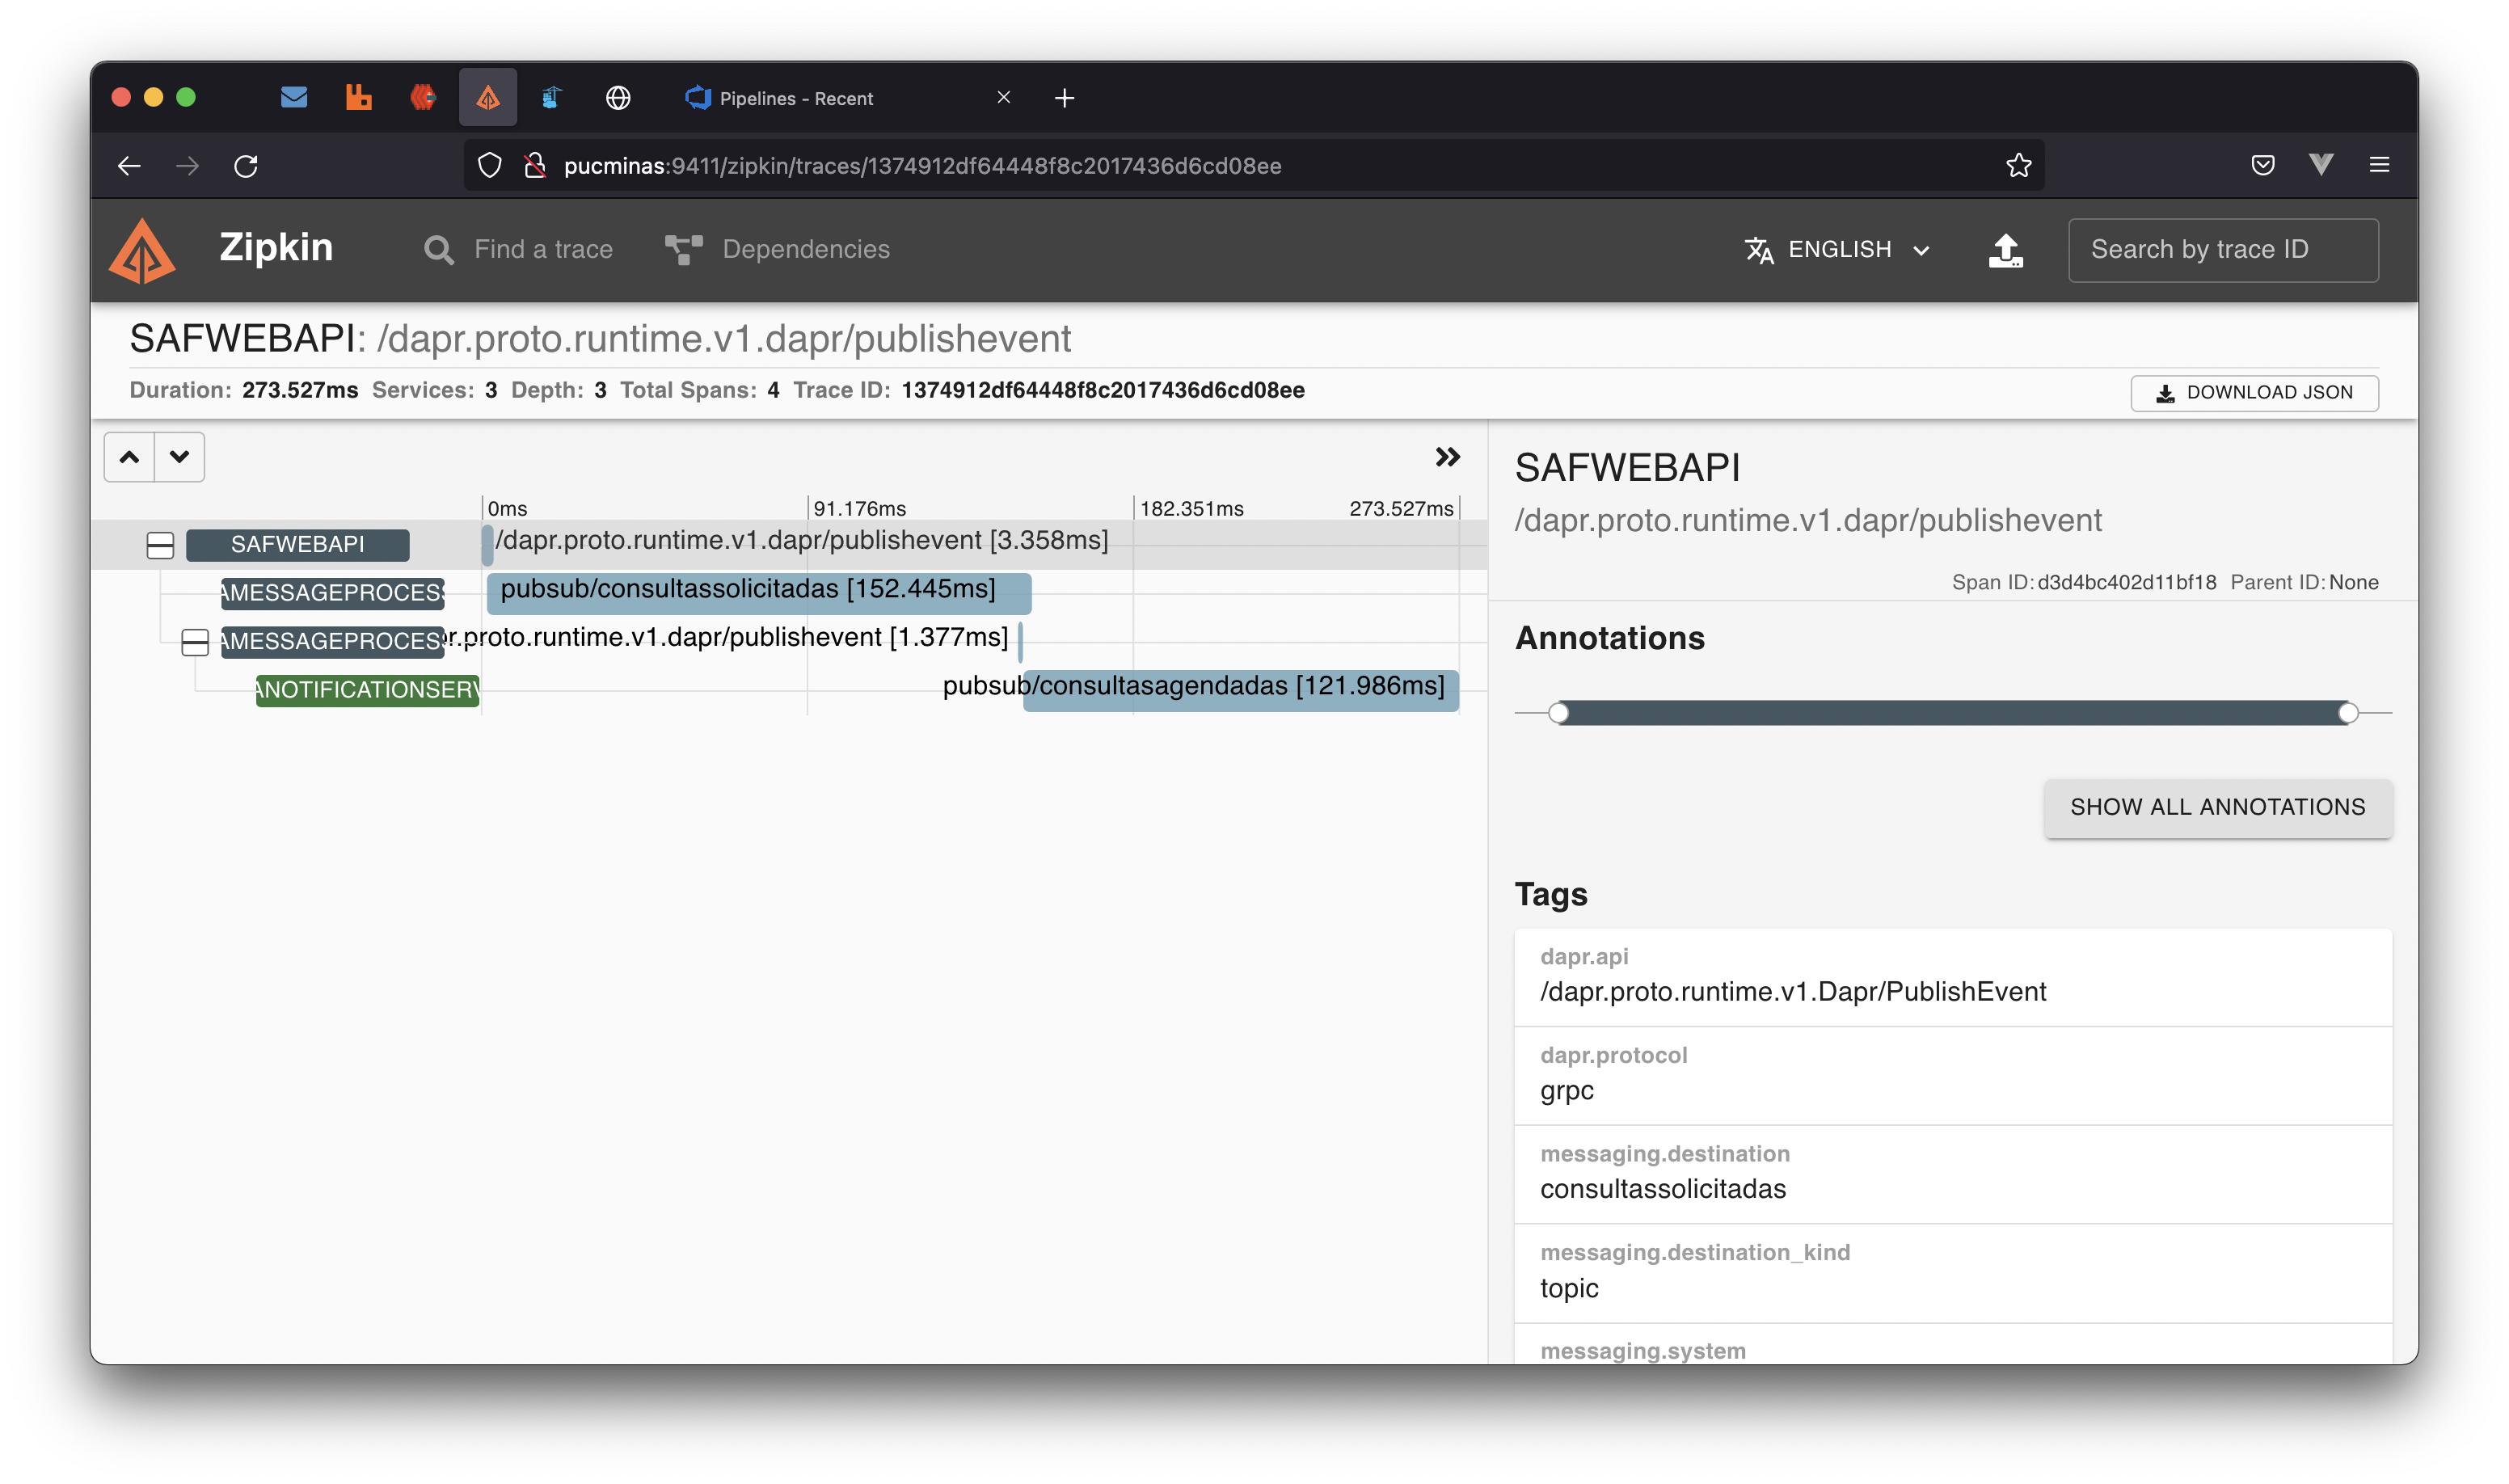 Pipelines - Recent
pucminas:9411/zipkin/traces/1374912df64448f8c2017436d6cd08ee
Zipkin Find a trace Dependencies ENGLISH Search by trace ID
SAFWEBAPI: /dapr.proto.runtime.v1.dapr/publishevent
Duration: 273.527ms Services: 3 Depth: 3 Total Spans: 4 Trace ID: 1374912df64448f8c2017436d6cd08ee DOWNLOAD JSON
0ms 91.176ms 182.351ms 273.527ms
SAFWEBAPI /dapr.proto.runtime.v1.dapr/publishevent [3.358ms]
AMESSAGEPROCESS pubsub/consultassolicitadas [152.445ms]
AMESSAGEPROCESS r.proto.runtime.v1.dapr/publishevent [1.377ms]
ANOTIFICATIONSERV pubsub/consultasagendadas [121.986ms]
SAFWEBAPI
/dapr.proto.runtime.v1.dapr/publishevent
Span ID: d3d4bc402d11bf18 Parent ID: None
Annotations
SHOW ALL ANNOTATIONS
Tags
dapr.api
/dapr.proto.runtime.v1.Dapr/PublishEvent
dapr.protocol
grpc
messaging.destination
consultassolicitadas
messaging.destination_kind
topic
messaging.system